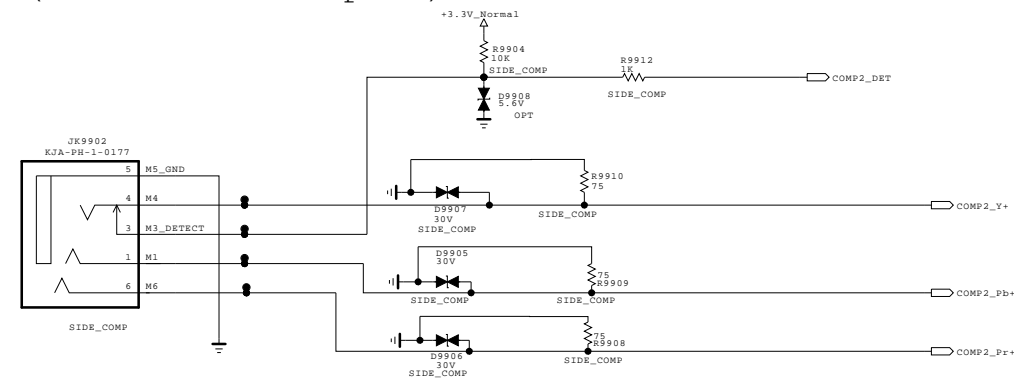 +3.3V_Normal
R9904
10K
SIDE_COMP
R9912
1K
SIDE_COMP
COMP2_DET
D9908
5.6V
OPT
JK9902
KJA-PH-1-0177
5 M5_GND
4 M4
3 M3_DETECT
1 M1
6 M6
SIDE_COMP
R9910
75
D9907
30V
SIDE_COMP
SIDE_COMP
COMP2_Y+
D9905
30V
SIDE_COMP
75
R9909
SIDE_COMP
COMP2_Pb+
D9906
30V
SIDE_COMP
75
R9908
SIDE_COMP
COMP2_Pr+